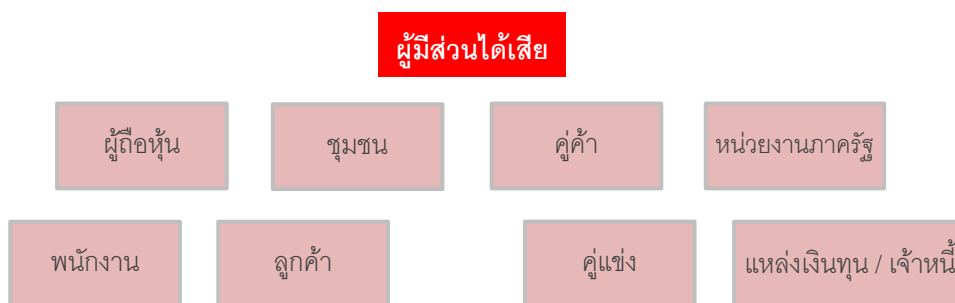 ผู้มีส่วนได้เสีย
ผู้ถือหุ้น
ชุมชน
คู่ค้า
หน่วยงานภาครัฐ
พนักงาน
ลูกค้า
คู่แข่ง
แหล่งเงินทุน / เจ้าหนี้